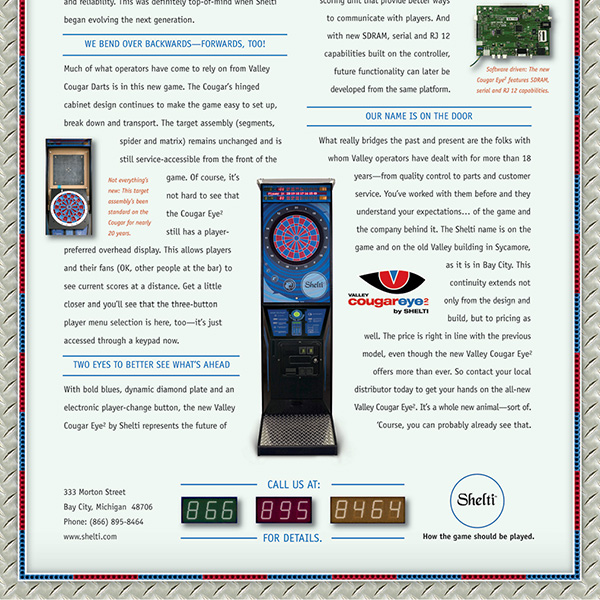 and reliability. This was definitely top-of-mind when Shelti
began evolving the next generation.
WE BEND OVER BACKWARDS—FORWARDS, TOO!
Much of what operators have come to rely on from Valley
Cougar Darts is in this new game. The Cougar's hinged
cabinet design continues to make the game easy to set up,
break down and transport. The target assembly (segments,
spider and matrix) remains unchanged and is
still service-accessible from the front of the
game. Of course, it's
not hard to see that
the Cougar Eye²
still has a player-
preferred overhead display. This allows players
and their fans (OK, other people at the bar) to
see current scores at a distance. Get a little
closer and you'll see that the three-button
player menu selection is here, too—it's just
accessed through a keypad now.
Not everything's
new: This target
assembly's been
standard on the
Cougar for nearly
20 years.
TWO EYES TO BETTER SEE WHAT'S AHEAD
With bold blues, dynamic diamond plate and an
electronic player-change button, the new Valley
Cougar Eye² by Shelti represents the future of
scoring unit that provide better ways
to communicate with players. And
with new SDRAM, serial and RJ 12
capabilities built on the controller,
future functionality can later be
developed from the same platform.
Software driven: The new
Cougar Eye² features SDRAM,
serial and RJ 12 capabilities.
OUR NAME IS ON THE DOOR
What really bridges the past and present are the folks with
whom Valley operators have dealt with for more than 18
years—from quality control to parts and customer
service. You've worked with them before and they
understand your expectations... of the game and
the company behind it. The Shelti name is on the
game and on the old Valley building in Sycamore,
as it is in Bay City. This
continuity extends not
only from the design and
build, but to pricing as
well. The price is right in line with the previous
model, even though the new Valley Cougar Eye²
offers more than ever. So contact your local
distributor today to get your hands on the all-new
Valley Cougar Eye². It's a whole new animal—sort of.
'Course, you can probably already see that.
VALLEY
cougareye2
by SHELTI
Shelti
333 Morton Street
Bay City, Michigan 48706
Phone: (866) 895-8464
www.shelti.com
CALL US AT:
866 895 8464
FOR DETAILS.
Shelti
How the game should be played.